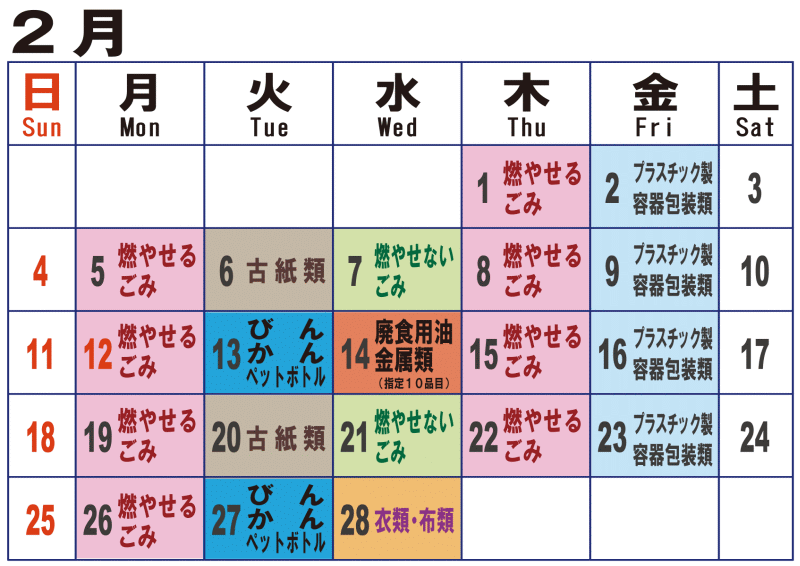 2月
日 月 火 水 木 金 土
Sun Mon Tue Wed Thu Fri Sat
1 燃やせる
ごみ
2 プラスチック製
容器包装類
3
4
5 燃やせる
ごみ
6 古紙類
7 燃やせない
ごみ
8 燃やせる
ごみ
9 プラスチック製
容器包装類
10
11
12 燃やせる
ごみ
13 びん
かん
ペットボトル
14 廃食用油
金属類
(指定10品目)
15 燃やせる
ごみ
16 プラスチック製
容器包装類
17
18
19 燃やせる
ごみ
20 古紙類
21 燃やせない
ごみ
22 燃やせる
ごみ
23 プラスチック製
容器包装類
24
25
26 燃やせる
ごみ
27 びん
かん
ペットボトル
28 衣類・布類